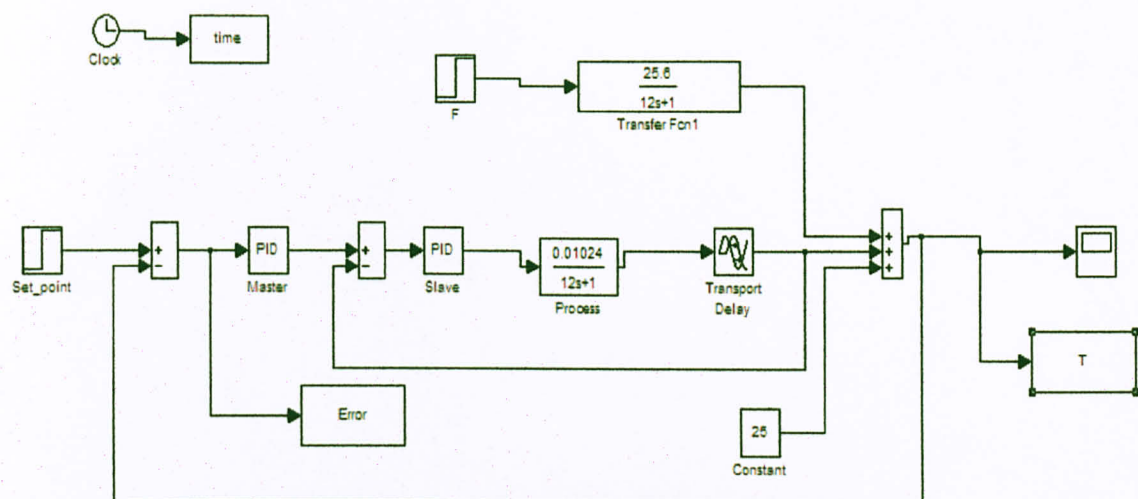 time
Clock
F
25.6
12s+1
Transfer Fcn1
+
−
PID
+
−
PID
0.01024
12s+1
+
+
+
Set_point
Master
Slave
Process
Transport
Delay
T
Error
25
Constant